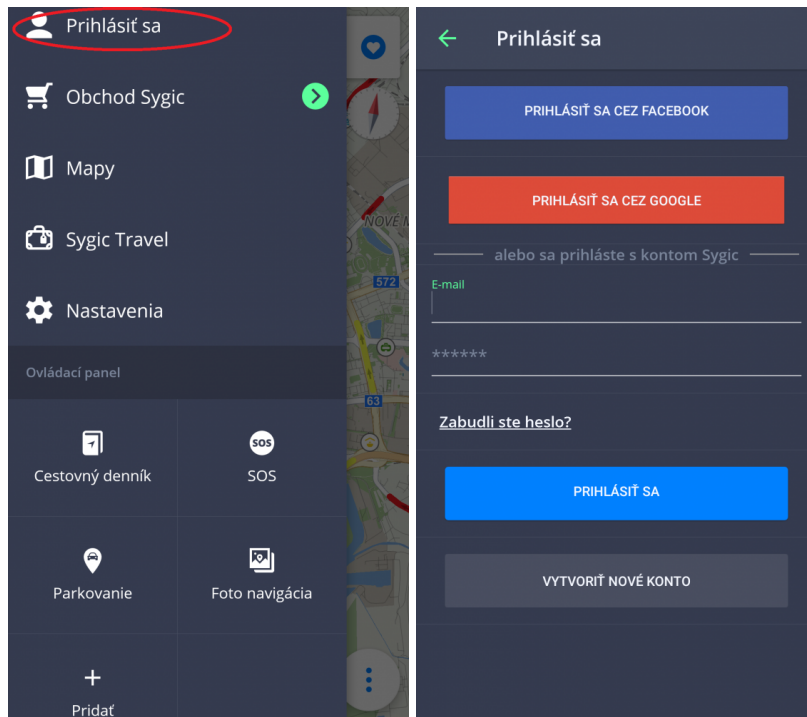 Prihlásiť sa
Obchod Sygic
Mapy
Sygic Travel
Nastavenia
Ovládací panel
Cestovný denník
SOS
SOS
Parkovanie
Foto navigácia
Pridať
NOVÉ M
572
63
Prihlásiť sa
PRIHLÁSIŤ SA CEZ FACEBOOK
PRIHLÁSIŤ SA CEZ GOOGLE
alebo sa prihláste s kontom Sygic
E-mail
******
Zabudli ste heslo?
PRIHLÁSIŤ SA
VYTVORIŤ NOVÉ KONTO